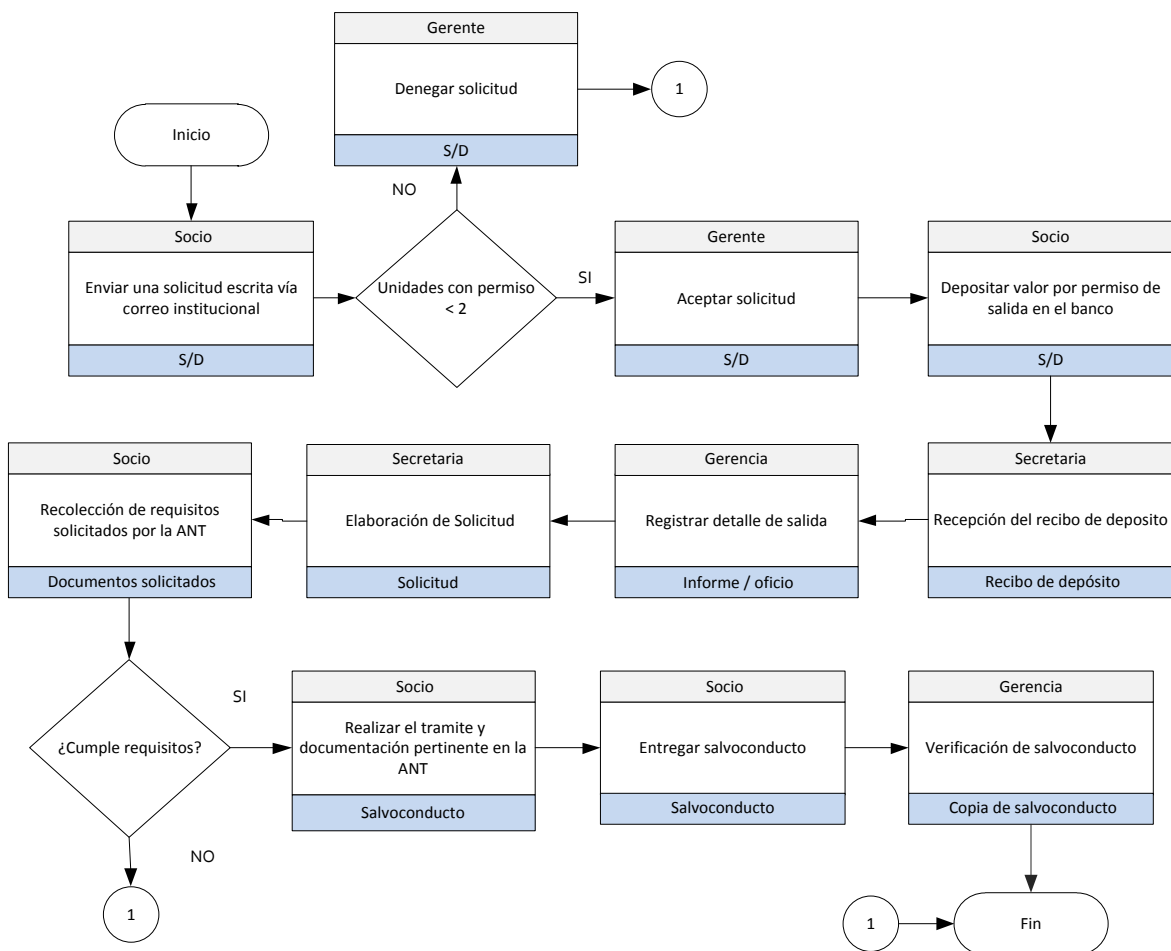 Gerente
Denegar solicitud
S/D
1
Inicio
NO
Socio
Enviar una solicitud escrita vía
correo institucional
S/D
Unidades con permiso
< 2
SI
Gerente
Aceptar solicitud
S/D
Socio
Depositar valor por permiso de
salida en el banco
S/D
Socio
Recolección de requisitos
solicitados por la ANT
Documentos solicitados
Secretaria
Elaboración de Solicitud
Solicitud
Gerencia
Registrar detalle de salida
Informe / oficio
Secretaria
Recepción del recibo de deposito
Recibo de depósito
¿Cumple requisitos?
SI
NO
1
Socio
Realizar el tramite y
documentación pertinente en la
ANT
Salvoconducto
Socio
Entregar salvoconducto
Salvoconducto
Gerencia
Verificación de salvoconducto
Copia de salvoconducto
1
Fin